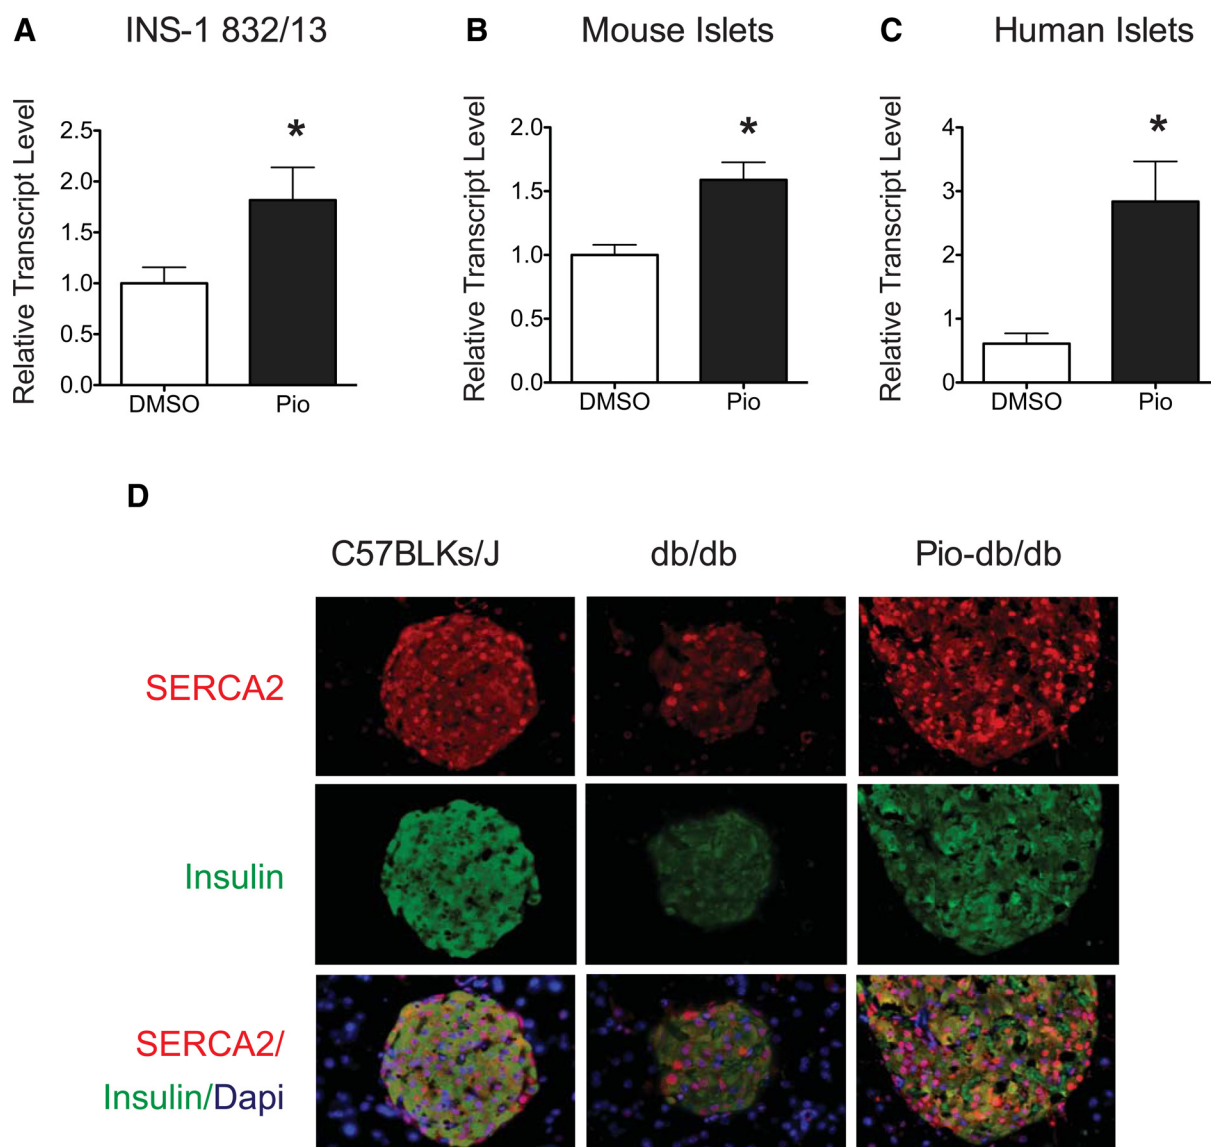 A INS-1 832/13
B Mouse Islets
C Human Islets
Relative Transcript Level
2.5
2.0
1.5
1.0
0.5
0.0
DMSO Pio
*
Relative Transcript Level
2.0
1.5
1.0
0.5
0.0
DMSO Pio
*
Relative Transcript Level
4
3
2
1
0
DMSO Pio
*
D
C57BLKs/J db/db Pio-db/db
SERCA2
Insulin
SERCA2/
Insulin/Dapi